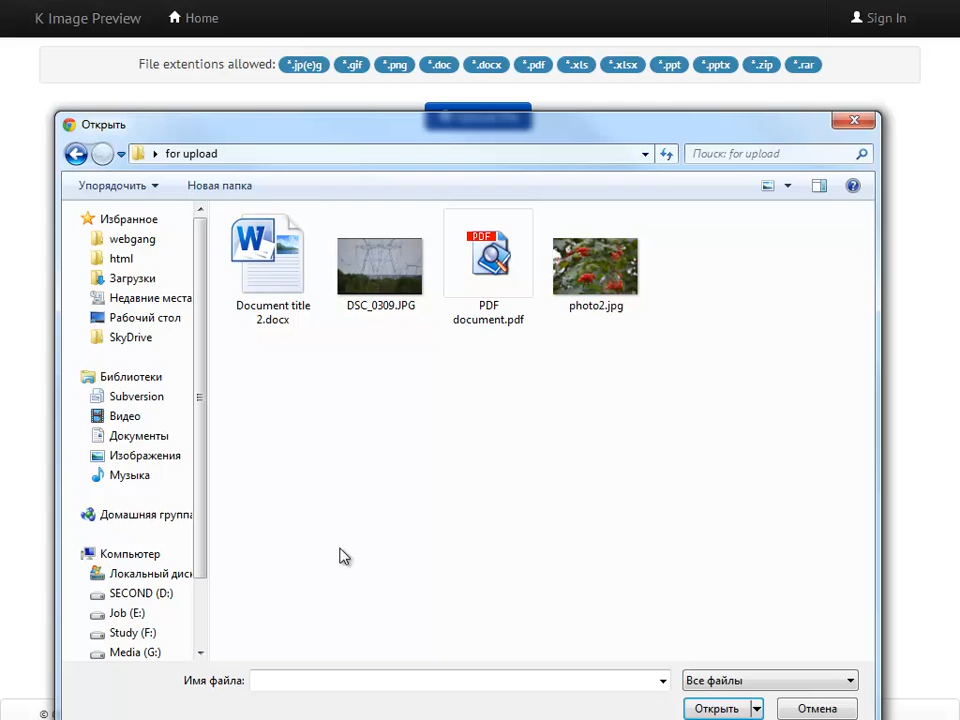 K Image Preview Home Sign In
File extentions allowed: *.jp(e)g *.gif *.png *.doc *.docx *.pdf *.xls *.xlsx *.ppt *.pptx *.zip *.rar
Открыть
for upload Поиск: for upload
Упорядочить Новая папка
Избранное
webgang
html
Загрузки
Недавние места
Рабочий стол
SkyDrive
Библиотеки
Subversion
Видео
Документы
Изображения
Музыка
Домашняя группа
Компьютер
Локальный диск
SECOND (D:)
Job (E:)
Study (F:)
Media (G:)
Document title
2.docx
DSC_0309.JPG
PDF
PDF
document.pdf
photo2.jpg
Имя файла: Все файлы
Открыть Отмена
©